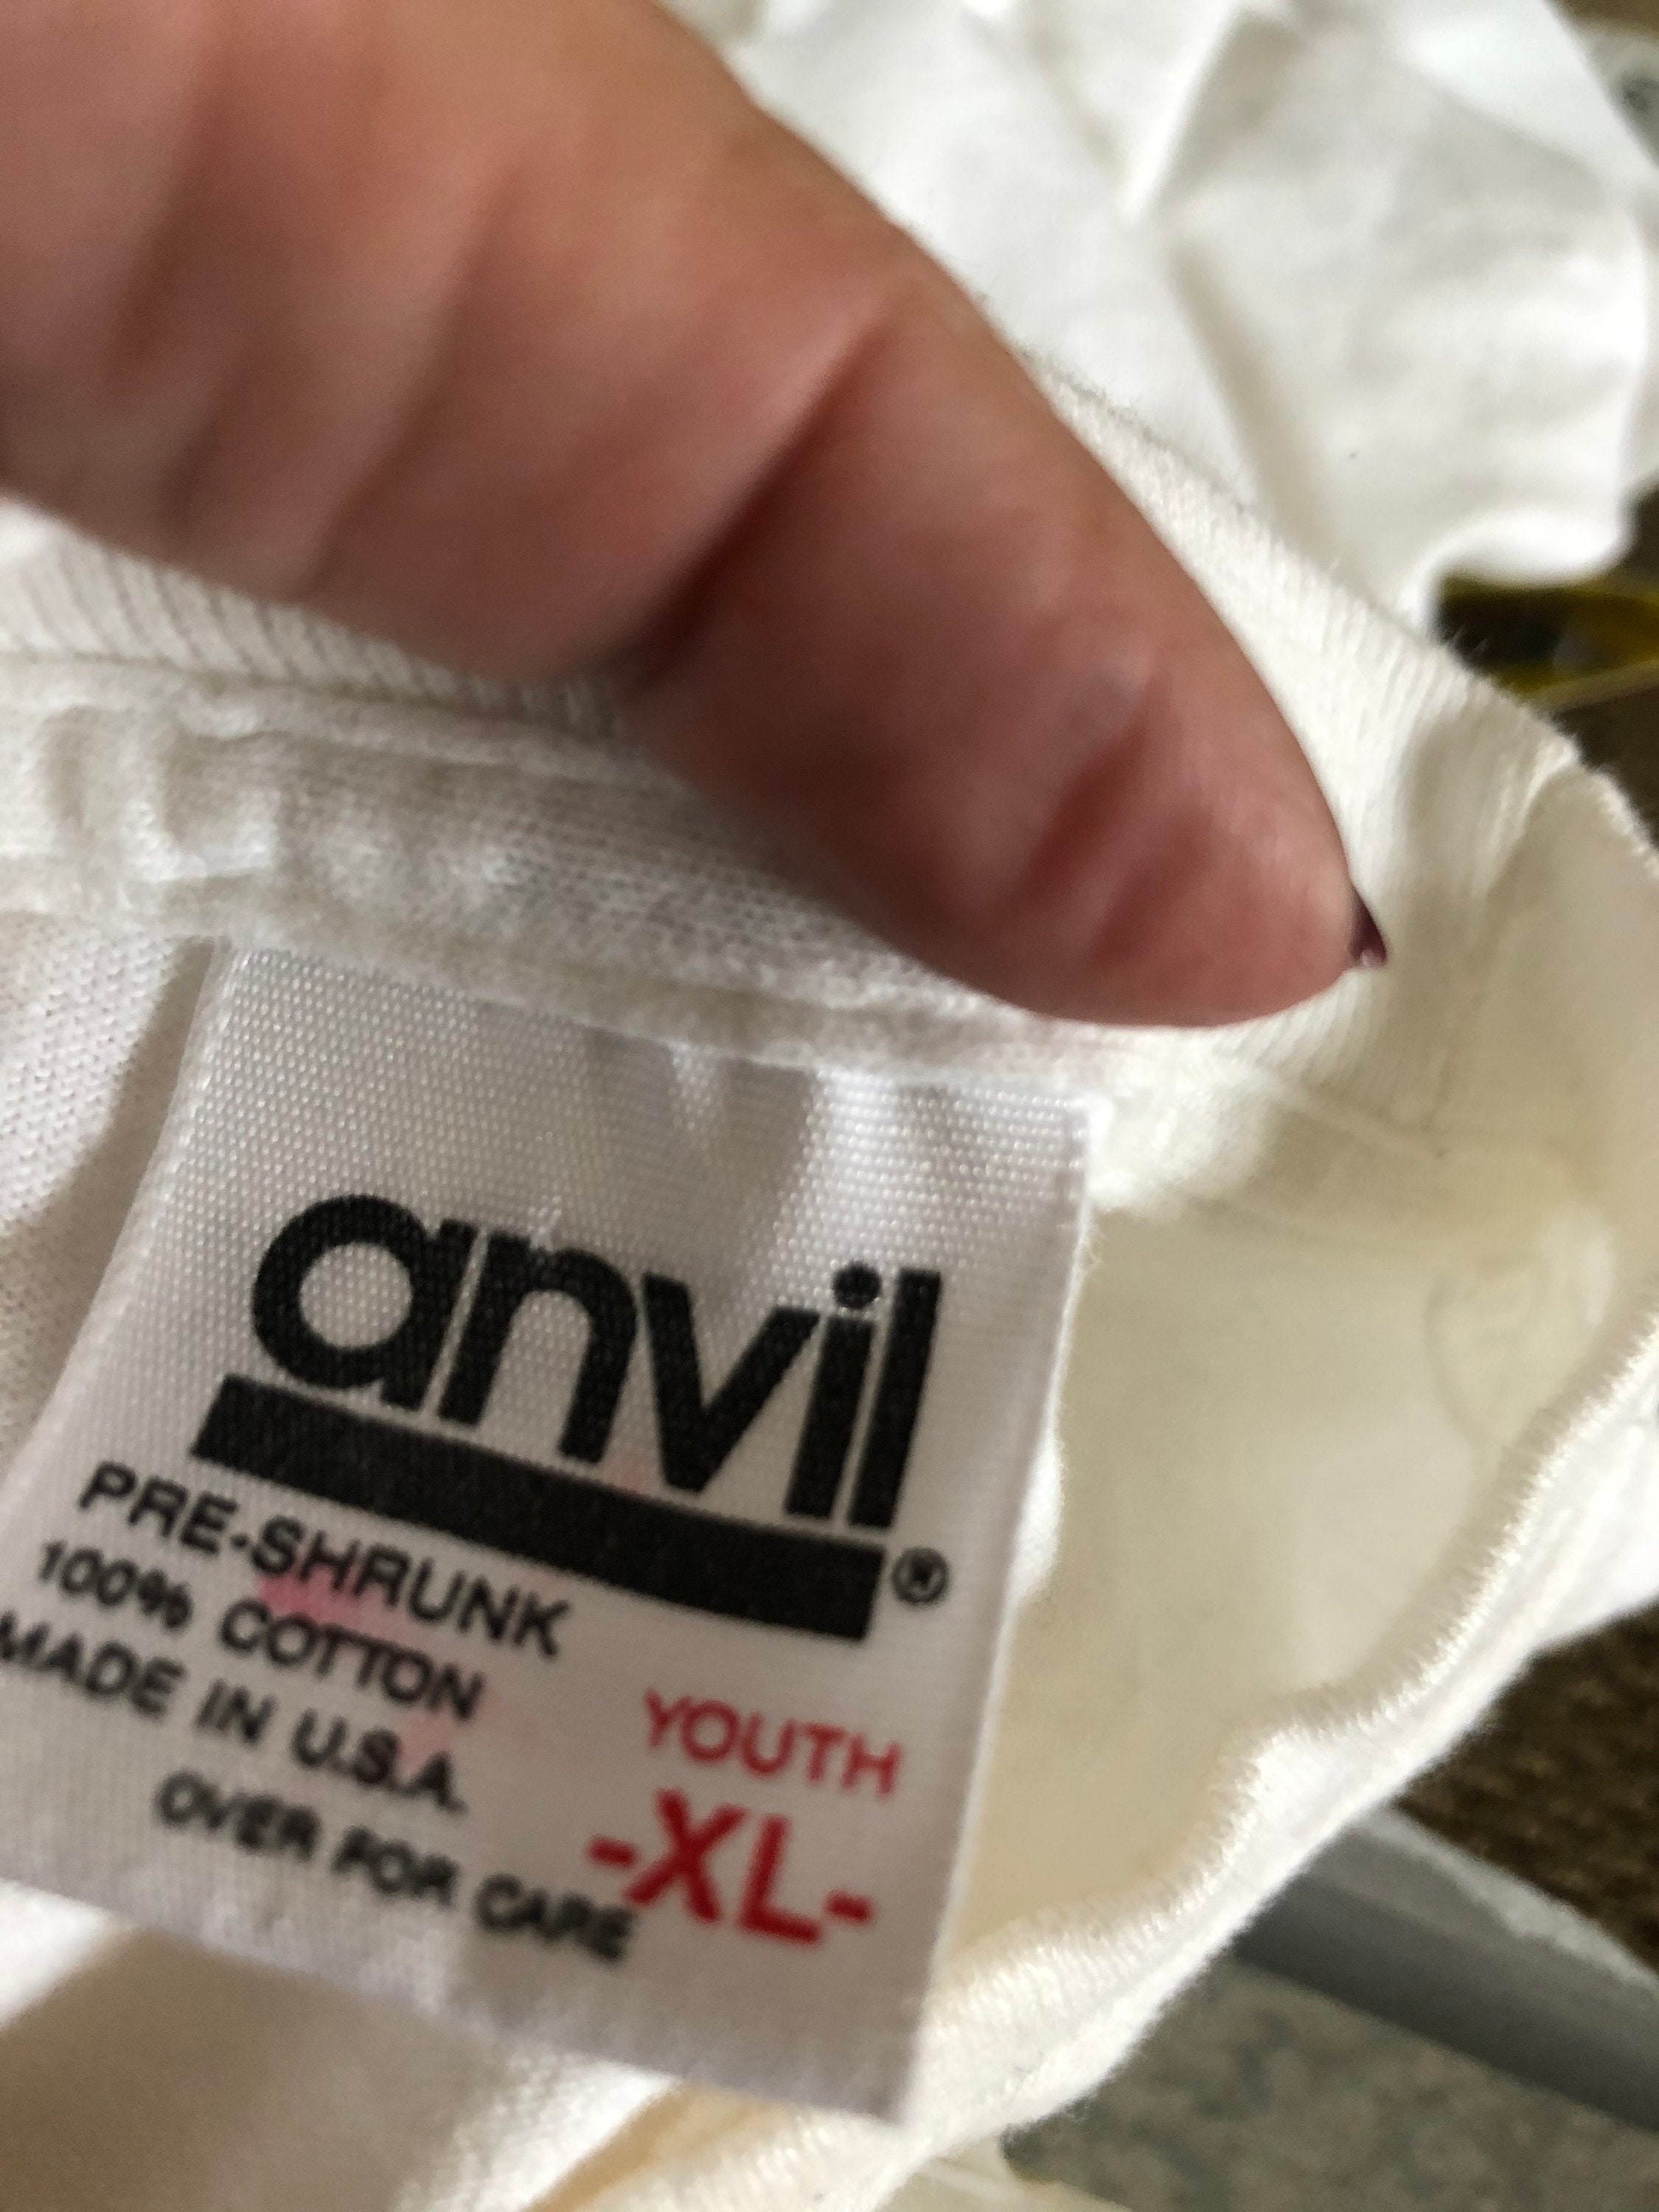 anvil®
PRE-SHRUNK
100% COTTON
MADE IN U.S.A.
OVER FOR CARE
YOUTH
-XL-